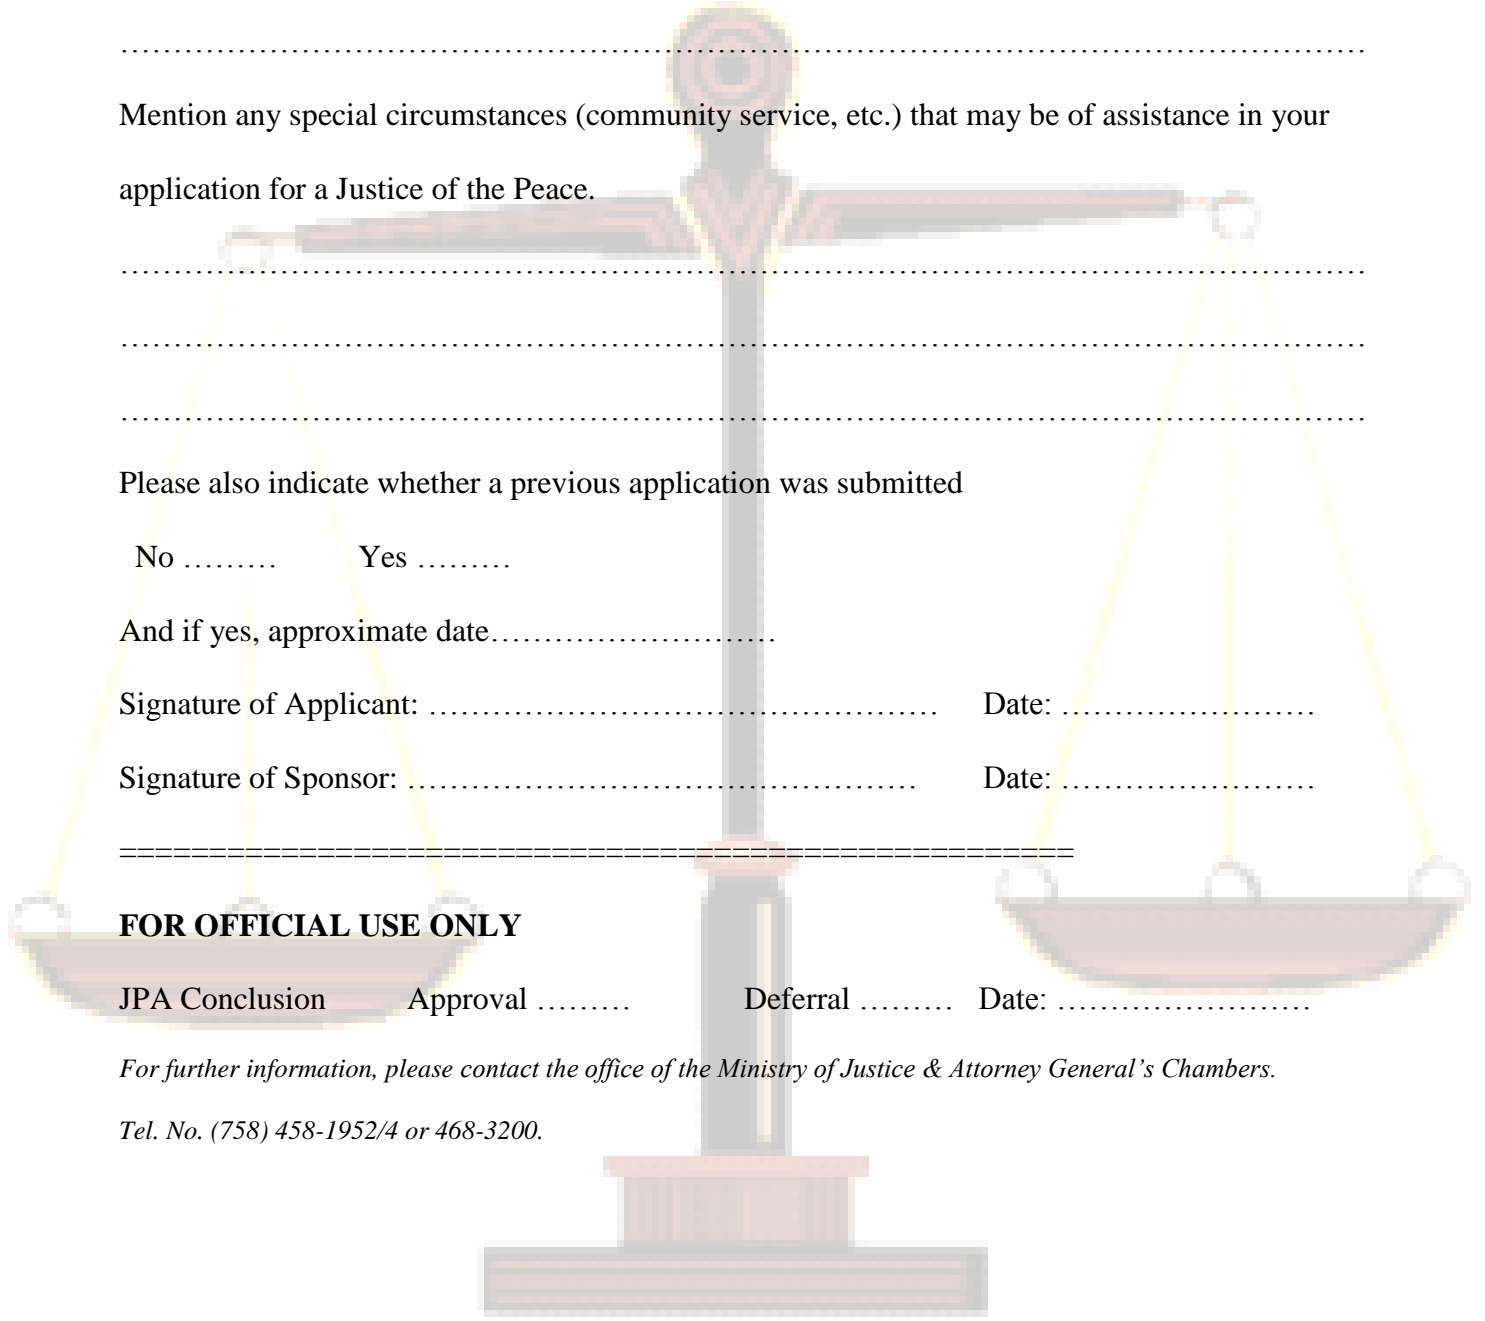 ……………………………………………………………………………………………………
Mention any special circumstances (community service, etc.) that may be of assistance in your
application for a Justice of the Peace.
……………………………………………………………………………………………………
……………………………………………………………………………………………………
……………………………………………………………………………………………………
Please also indicate whether a previous application was submitted
No ……… Yes ………
And if yes, approximate date………………………
Signature of Applicant: ………………………………………… Date: ……………………
Signature of Sponsor: ………………………………………… Date: ……………………
=====================================================
FOR OFFICIAL USE ONLY
JPA Conclusion Approval ……… Deferral ……… Date: ……………………
For further information, please contact the office of the Ministry of Justice & Attorney General’s Chambers.
Tel. No. (758) 458-1952/4 or 468-3200.